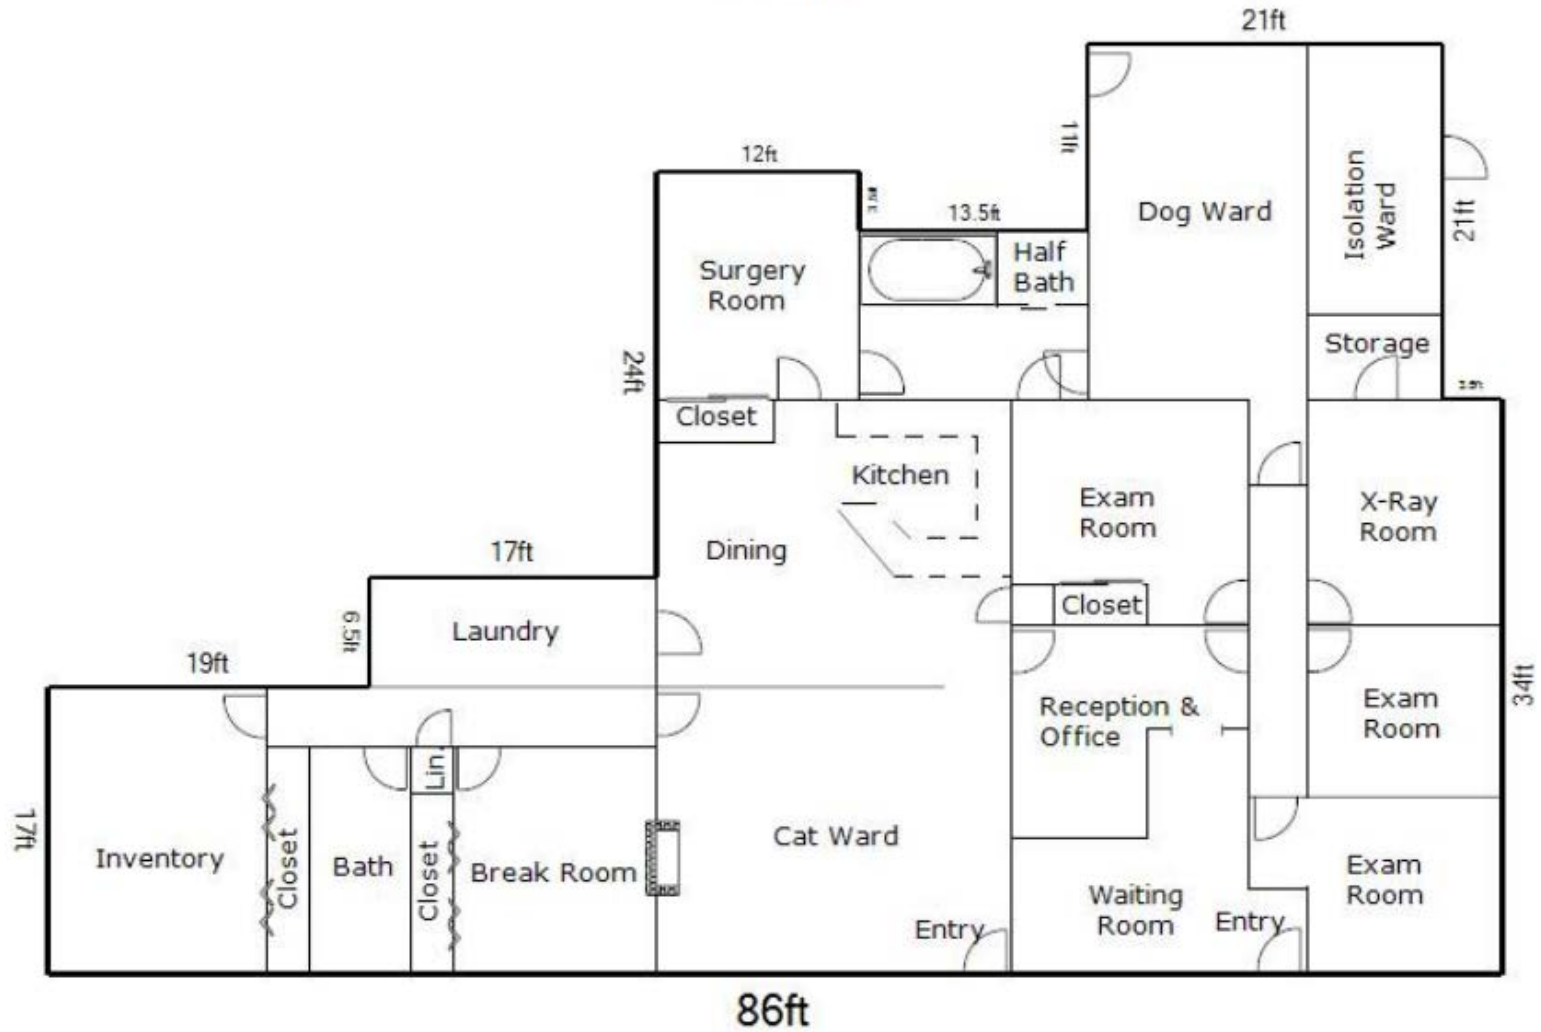 21ft
11ft
12ft
13.5ft
Dog Ward
Isolation
Ward
21ft
Surgery
Room
Half
Bath
24ft
Storage
Closet
Kitchen
Exam
Room
X-Ray
Room
Dining
17ft
Closet
6.5ft
Laundry
19ft
34ft
Reception &
Office
Exam
Room
Lin.
17ft
Inventory
Closet
Bath
Closet
Break Room
Cat Ward
Exam
Room
Waiting
Room
Entry
Entry
86ft